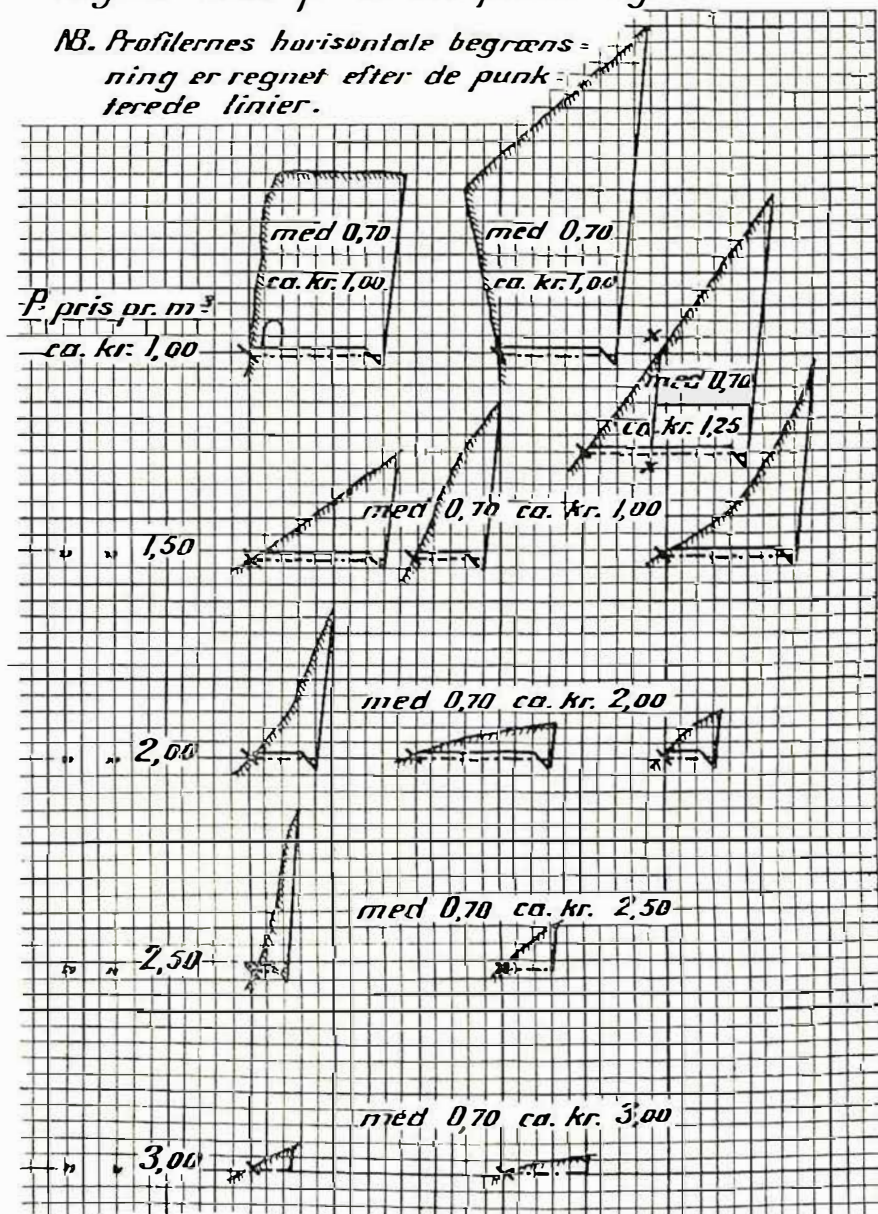 NB. Profilernes horisontale begræns=
ning er regnet efter de punk=
terede linier.
med 0,70
ca. kr. 1,00
med 0,70
ca. kr. 1,00
P. pris pr. m³
ca. kr. 1,00
med 0,70
ca. kr. 1,25
med 0,70 ca. kr. 1,00
" " 1,50
med 0,70 ca. kr. 2,00
" " 2,00
med 0,70 ca. kr. 2,50
" " 2,50
med 0,70 ca. kr. 3,00
" " 3,00